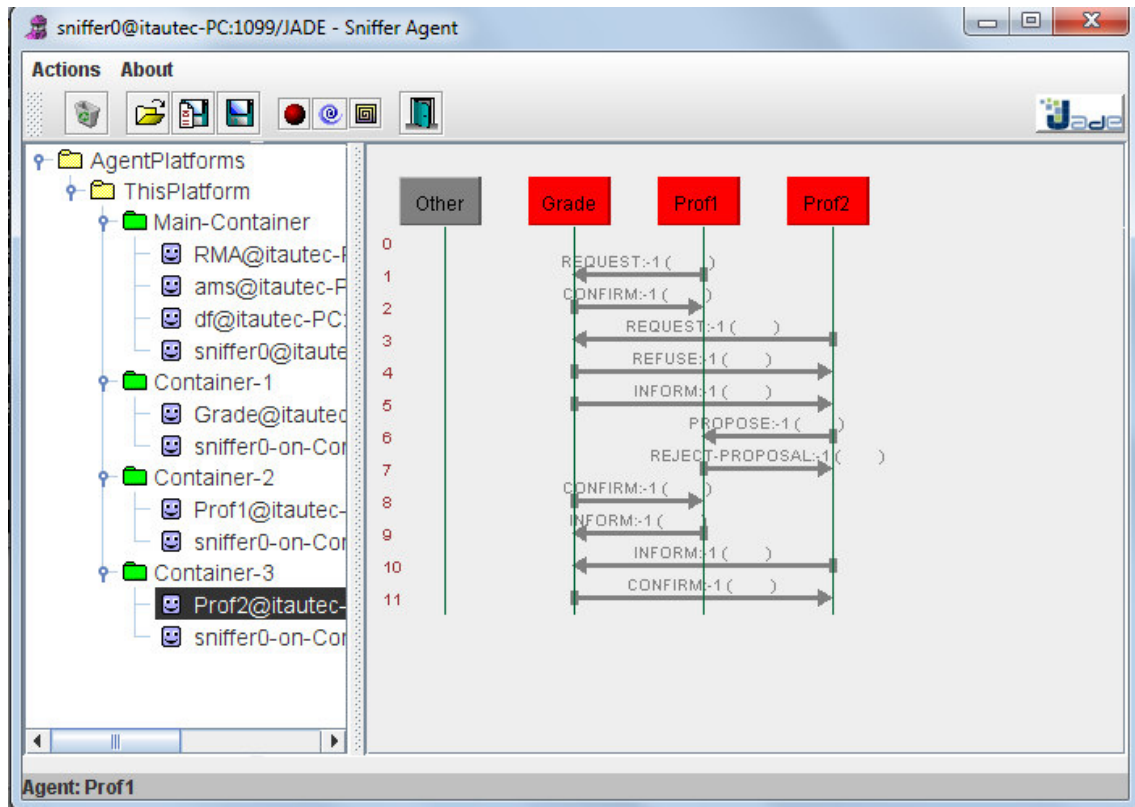 sniffer0@itautec-PC:1099/JADE - Sniffer Agent
Actions About
Jade
AgentPlatforms
ThisPlatform
Main-Container
RMA@itautec-
ams@itautec-P
df@itautec-PC:
sniffer0@itaute
Container-1
Grade@itautec
sniffer0-on-Cor
Container-2
Prof1@itautec-
sniffer0-on-Cor
Container-3
Prof2@itautec-
sniffer0-on-Cor
Other Grade Prof1 Prof2
0
REQUEST:-1 ( )
1
CONFIRM:-1 ( )
2
REQUEST:-1 ( )
3
REFUSE:-1 ( )
4
INFORM:-1 ( )
5
PROPOSE:-1 ( )
6
REJECT-PROPOSAL:-1 ( )
7
CONFIRM:-1 ( )
8
INFORM:-1 ( )
9
INFORM:-1 ( )
10
CONFIRM:-1 ( )
11
Agent: Prof1